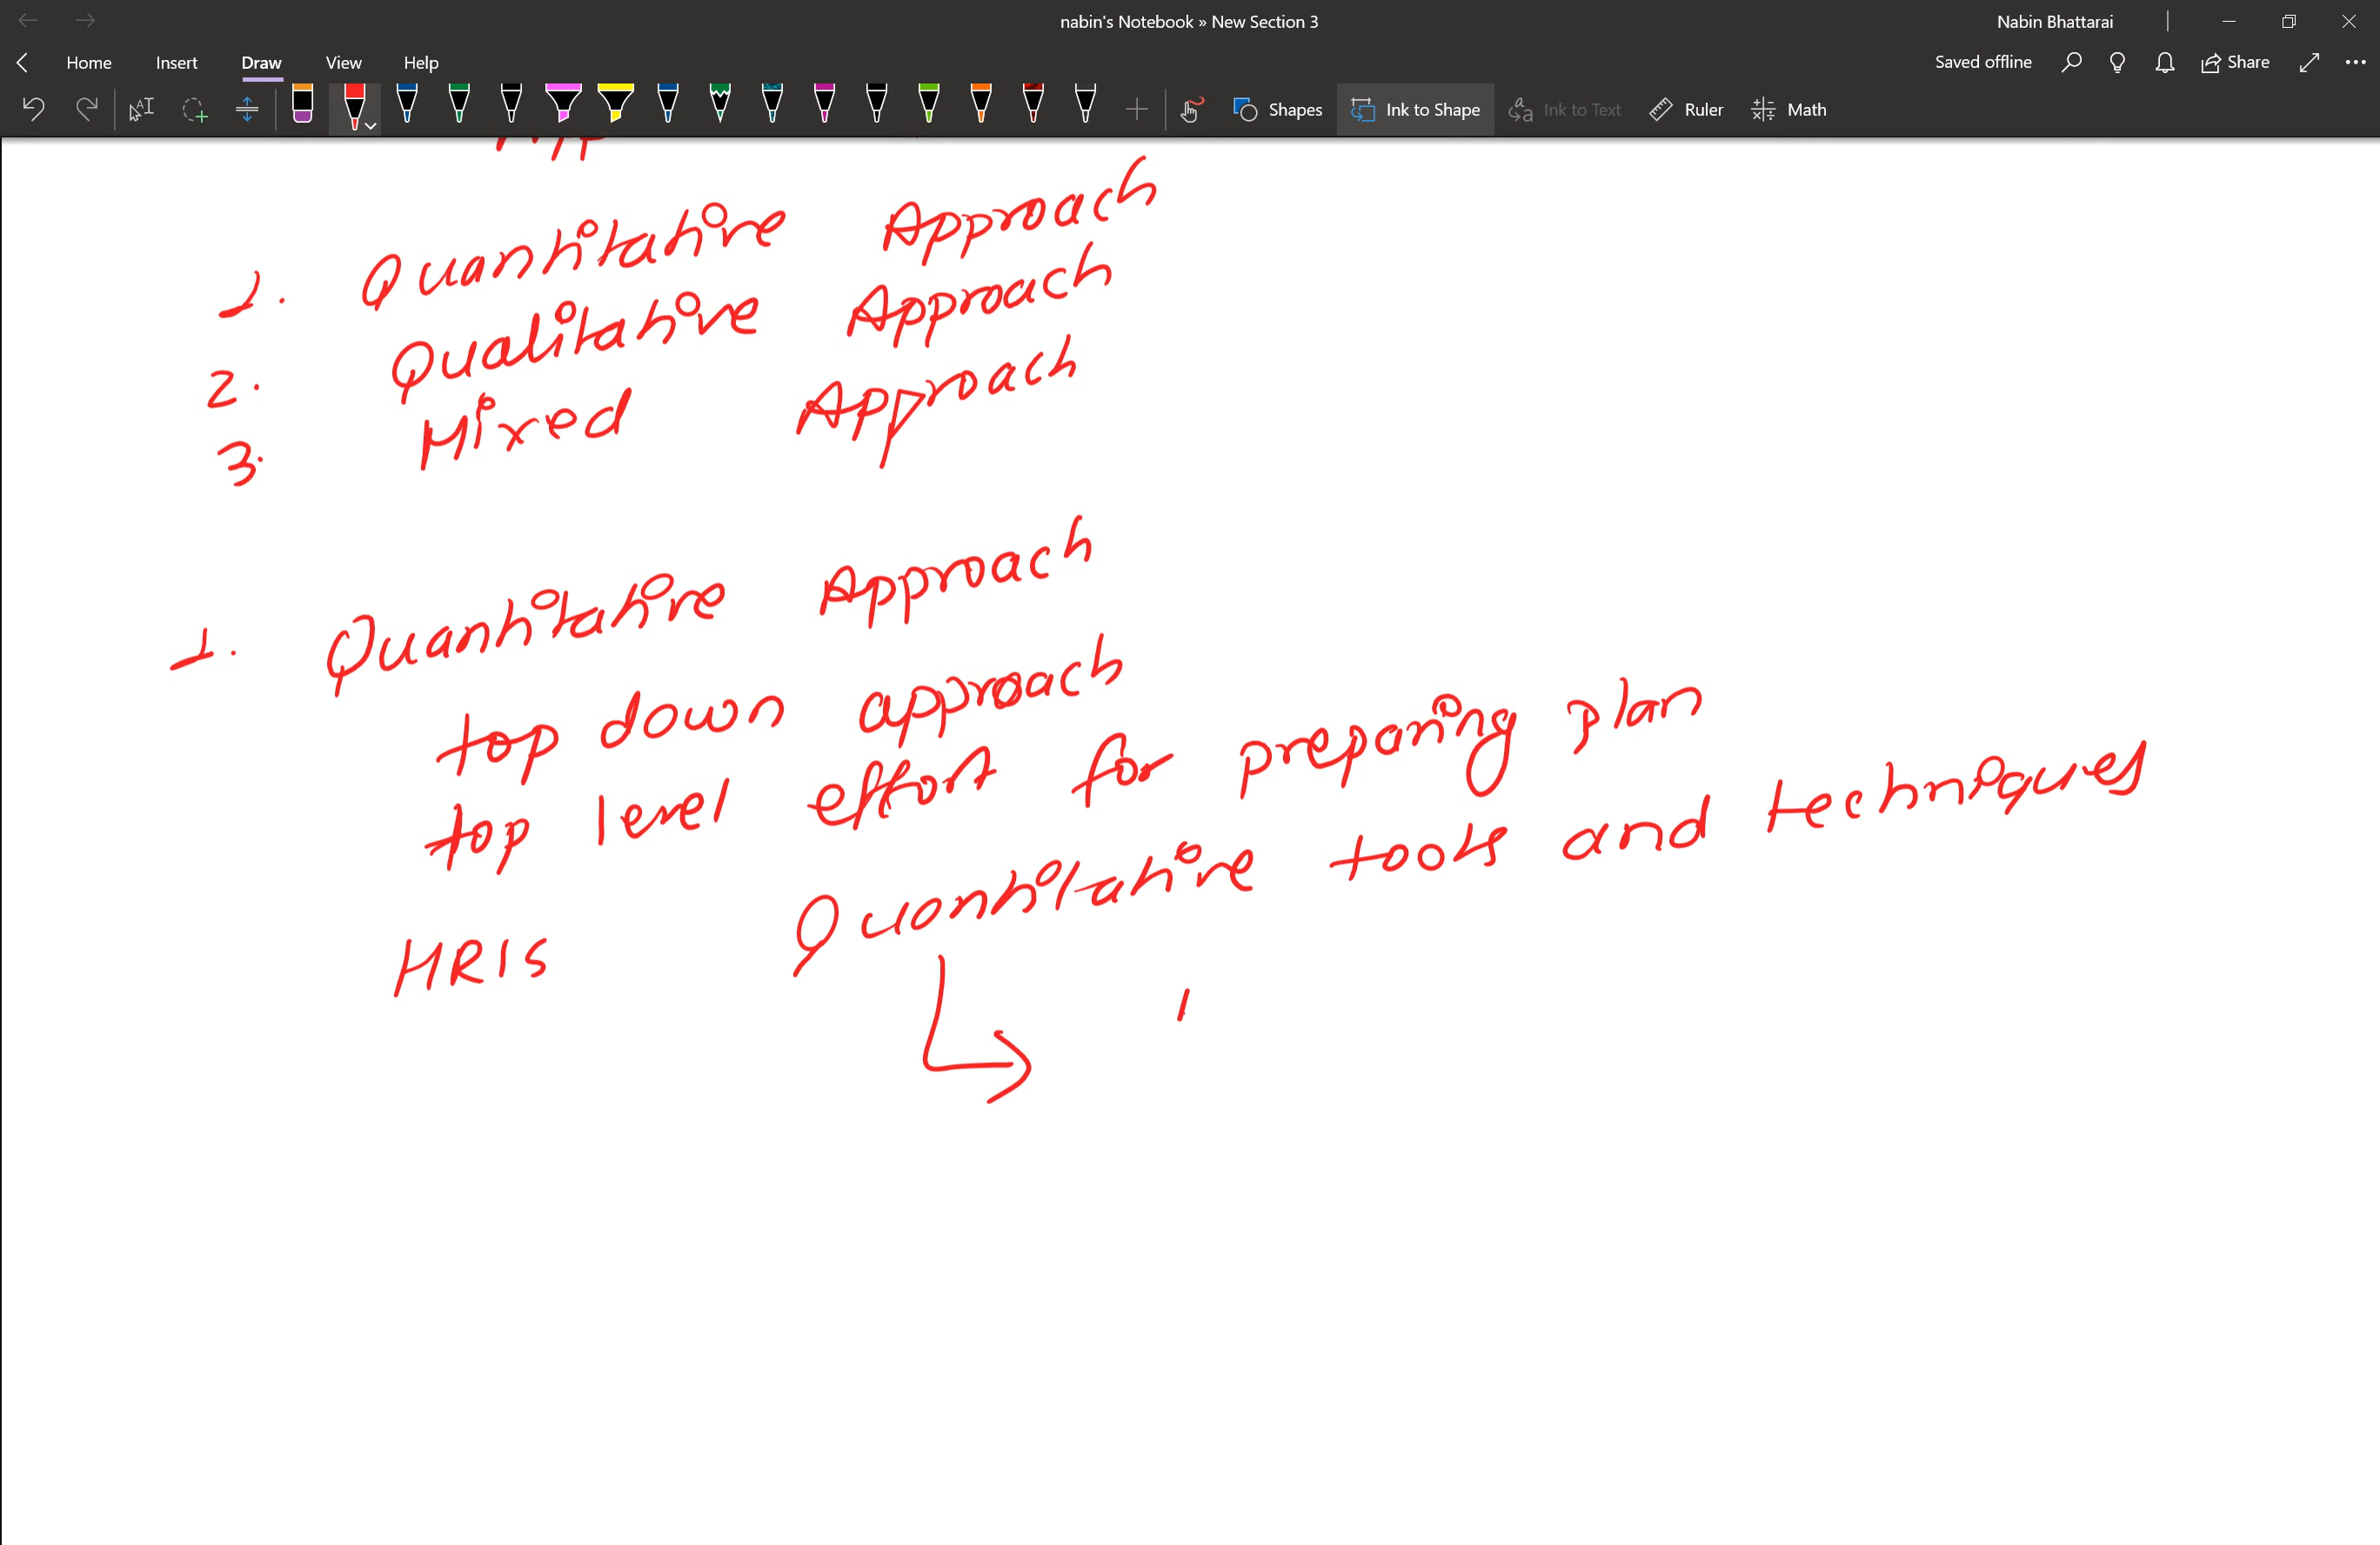 nabin's Notebook » New Section 3
Nabin Bhattarai
Home Insert Draw View Help
Saved offline
Share
Shapes
Ink to Shape
Ink to Text
Ruler
Math
1. Quantitative Approach
2. Qualitative Approach
3. Mixed Approach
1. Quantitative Approach
top down approach
top level effort for preparing plan
HRIS Quantitative tools and techniques